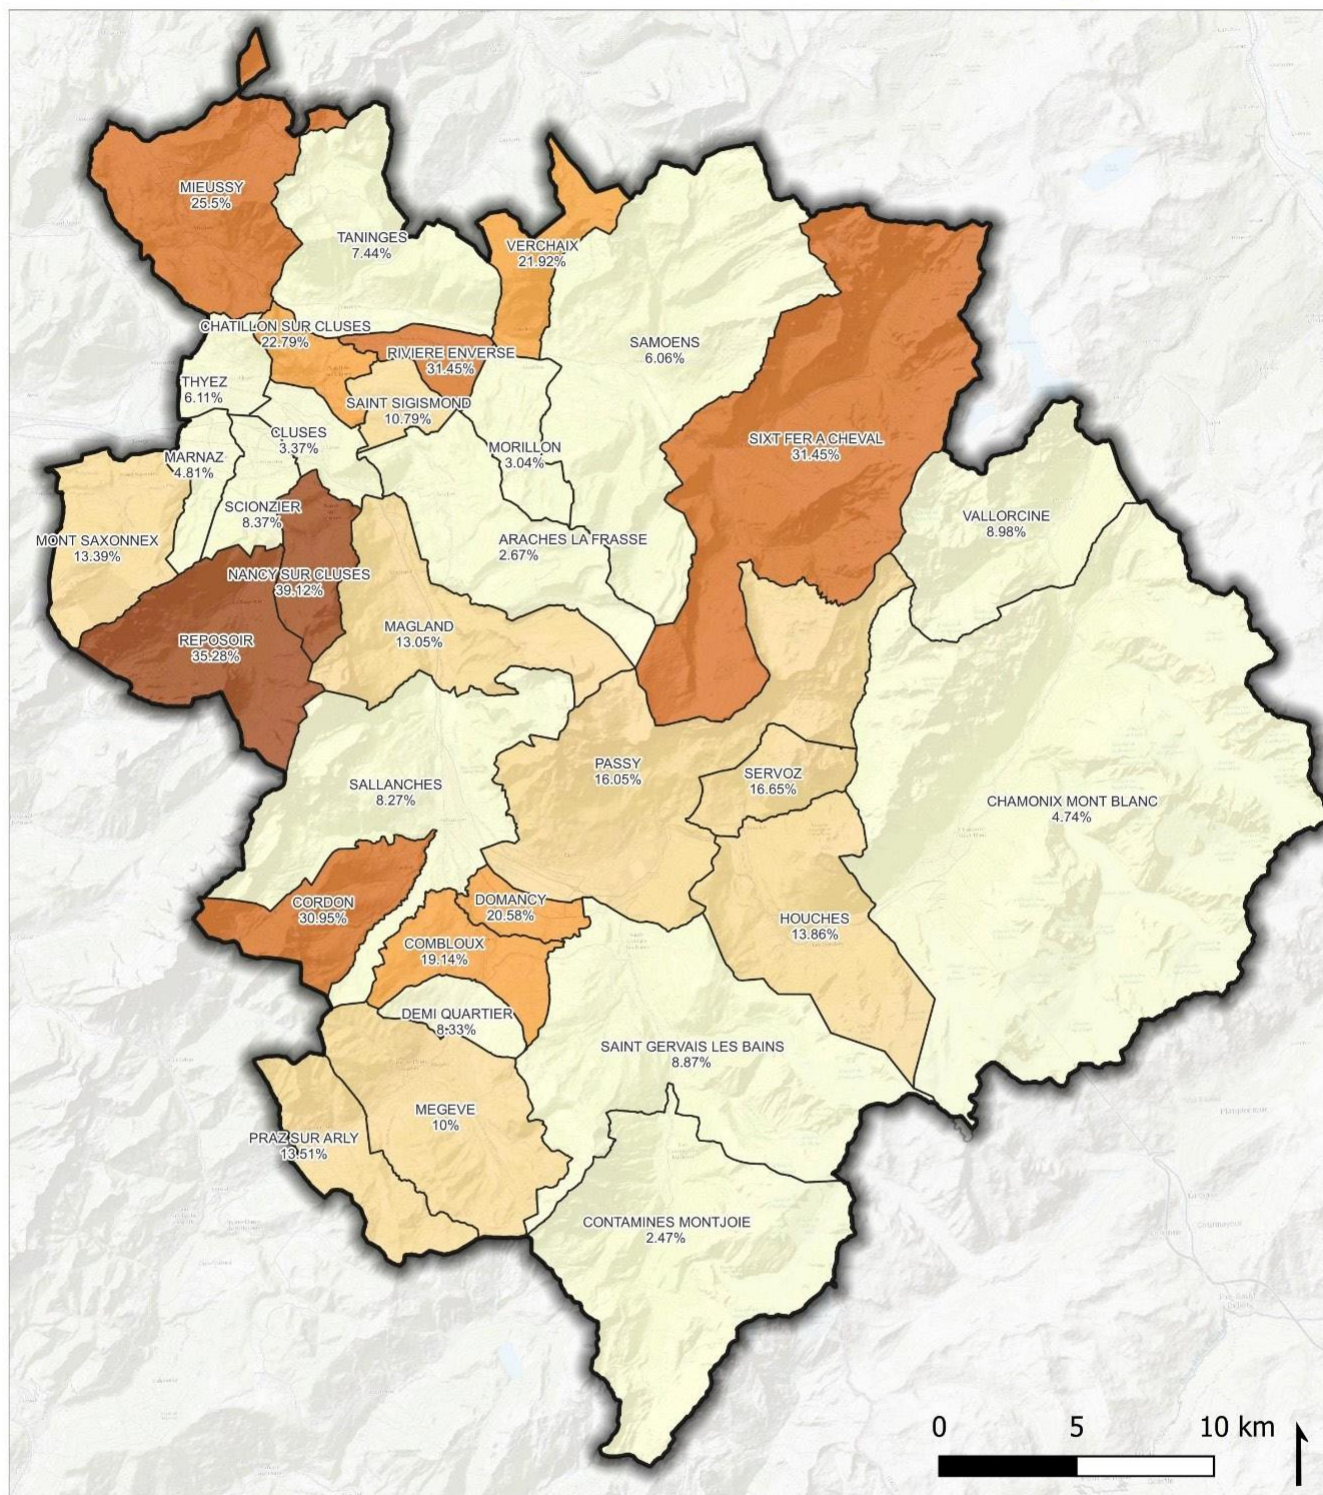 MIEUSSY
25.5%
TANINGES
7.44%
VERCHAIX
21.92%
CHATILLON SUR CLUSES
22.79%
RIVIERE ENVERSE
31.45%
SAMOENS
6.06%
THYEZ
6.11%
SAINT SIGISMOND
10.79%
CLUSES
3.37%
MORILLON
3.04%
SIXT FER A CHEVAL
31.45%
MARNAZ
4.81%
SCIONZIER
8.37%
VALLORCINE
8.98%
MONT SAXONNEX
13.39%
ARACHES LA FRASSE
2.67%
NANCY SUR CLUSES
39.12%
MAGLAND
13.05%
REPOSOIR
35.28%
PASSY
16.05%
SERVOZ
16.65%
SALLANCHES
8.27%
CHAMONIX MONT BLANC
4.74%
CORDON
30.95%
DOMANCY
20.58%
HOUCHES
13.86%
COMBLOUX
19.14%
DEMI QUARTIER
8.33%
SAINT GERVAIS LES BAINS
8.87%
MEGEVE
10%
PRAZ SUR ARLY
13.51%
CONTAMINES MONTJOIE
2.47%
0 5 10 km